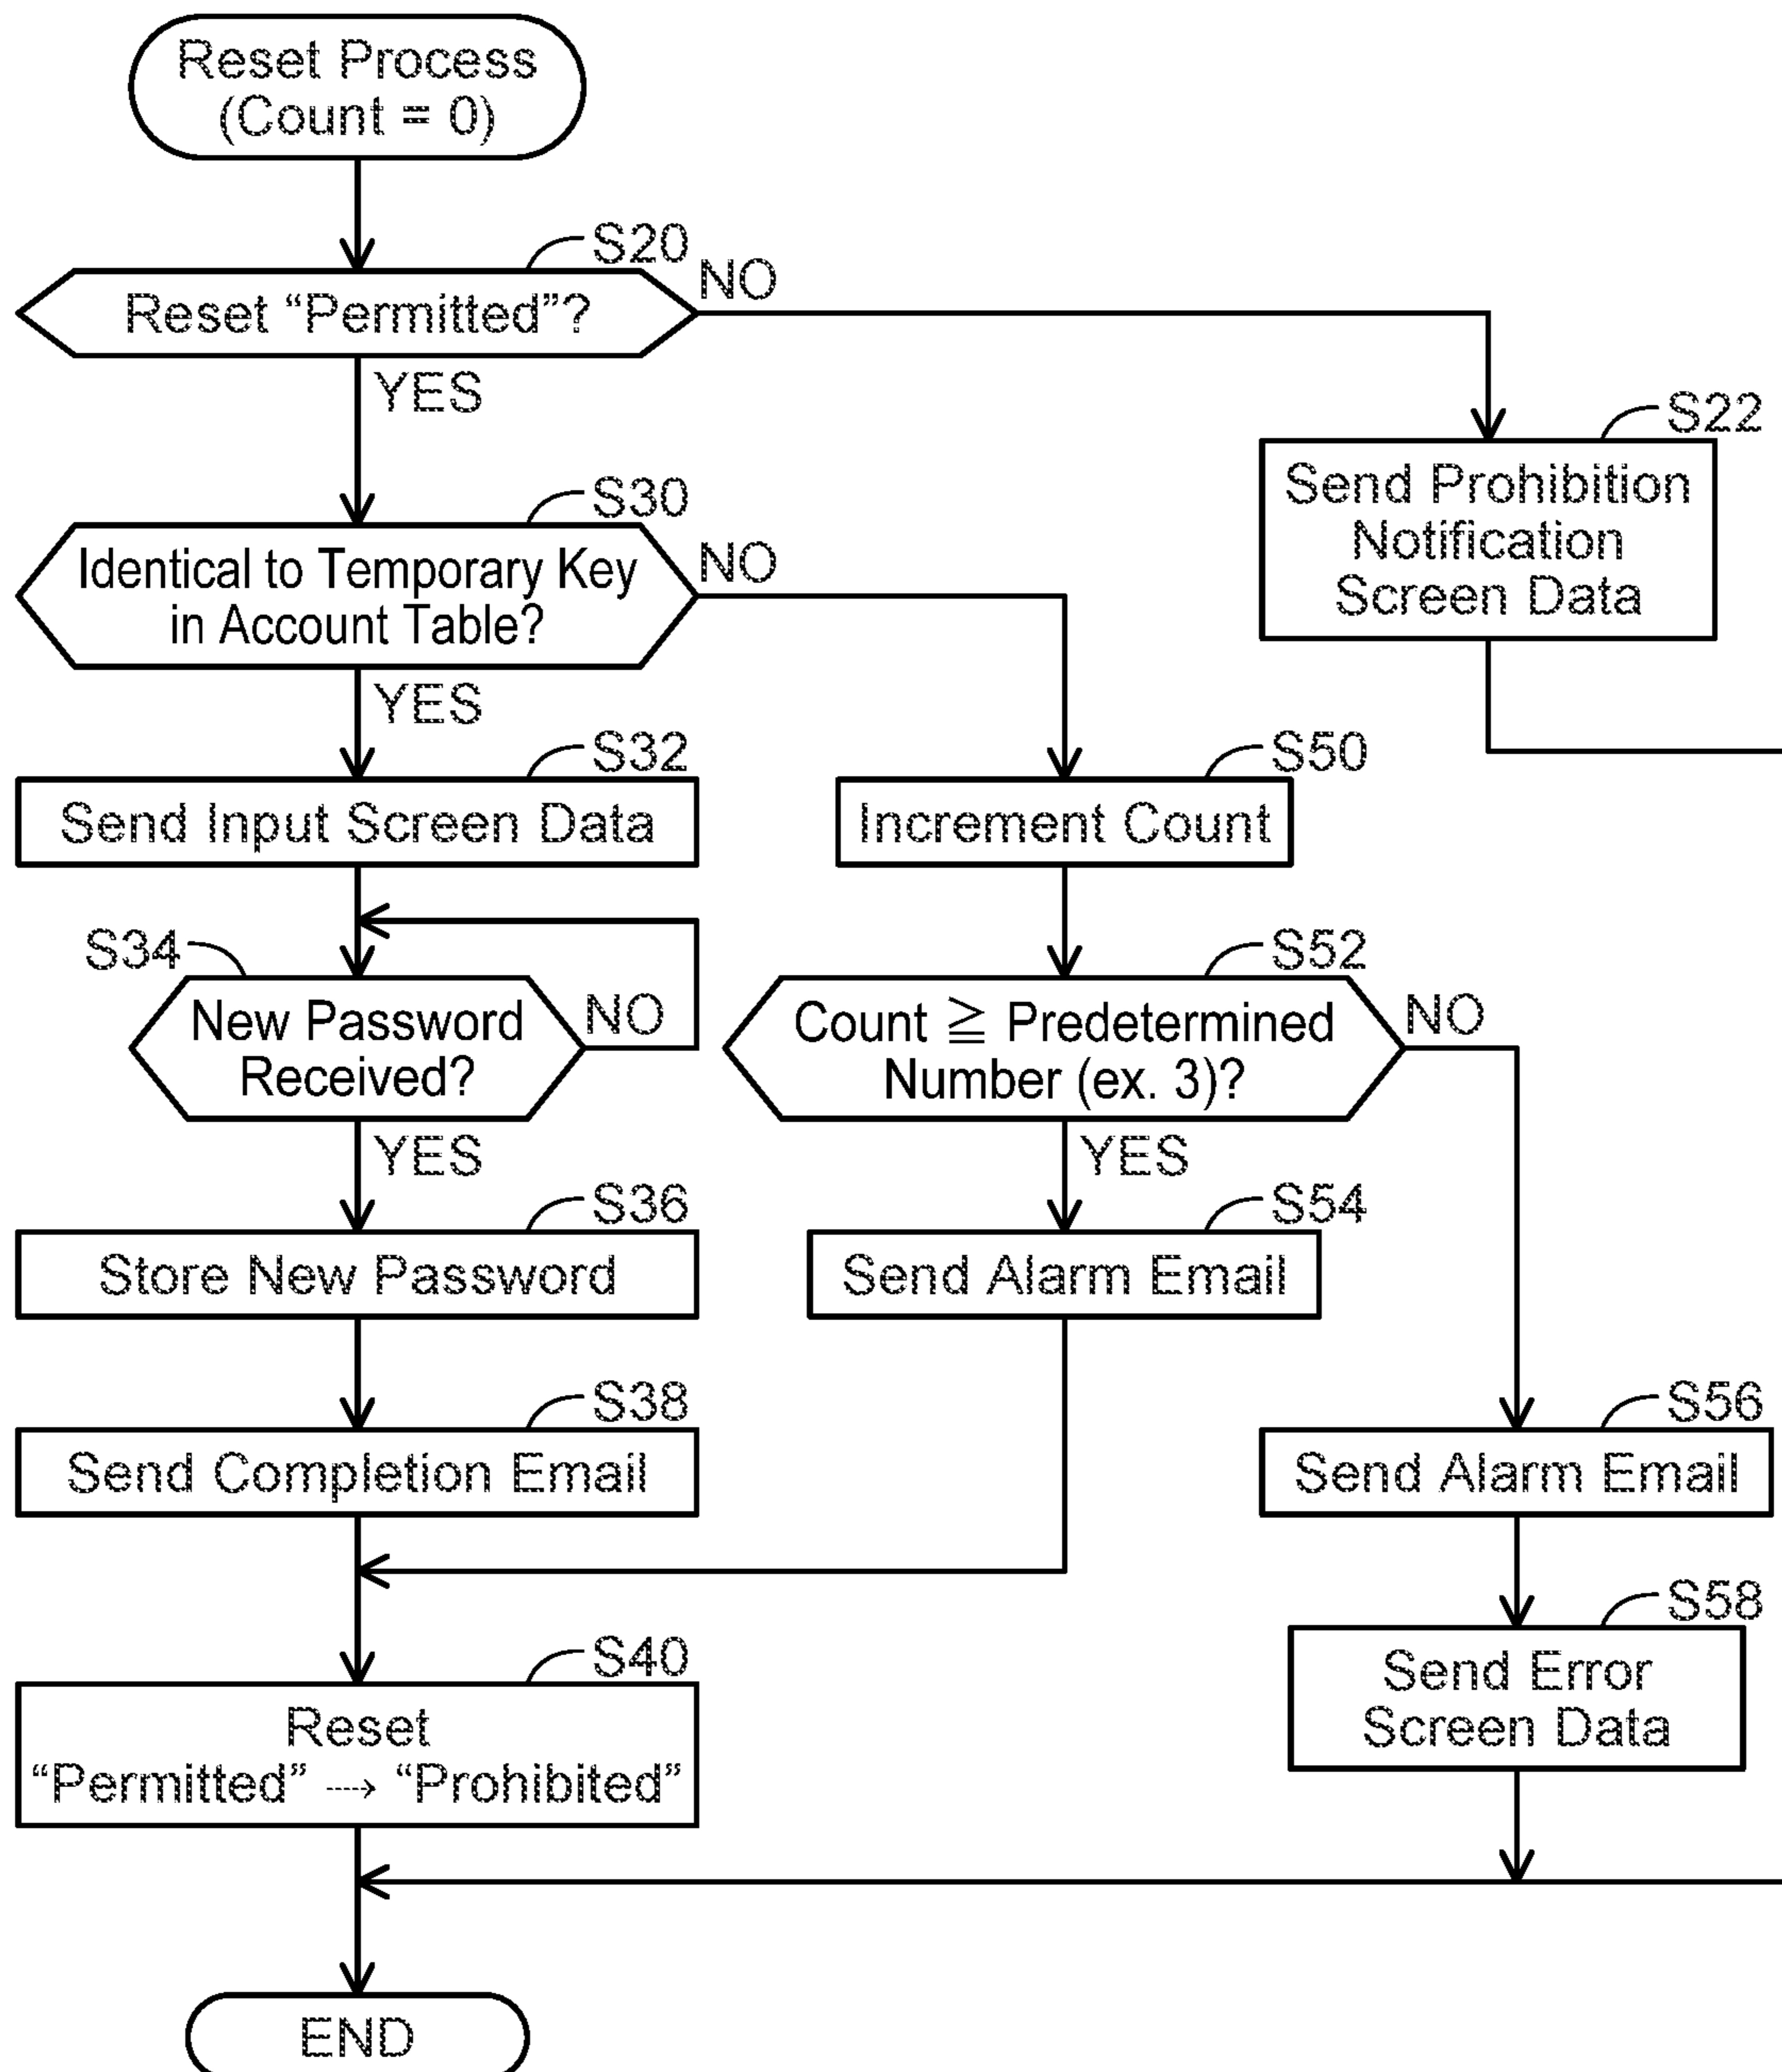 Reset Process
(Count = 0)
S20
NO
Reset “Permitted”?
YES
S22
Send Prohibition
Notification
Screen Data
S30
NO
Identical to Temporary Key
in Account Table?
YES
S32
Send Input Screen Data
S50
Increment Count
S34
New Password
Received?
NO
YES
S52
Count ≧ Predetermined
Number (ex. 3)?
NO
YES
S36
Store New Password
S54
Send Alarm Email
S38
Send Completion Email
S56
Send Alarm Email
S58
Send Error
Screen Data
S40
Reset
“Permitted” → “Prohibited”
END